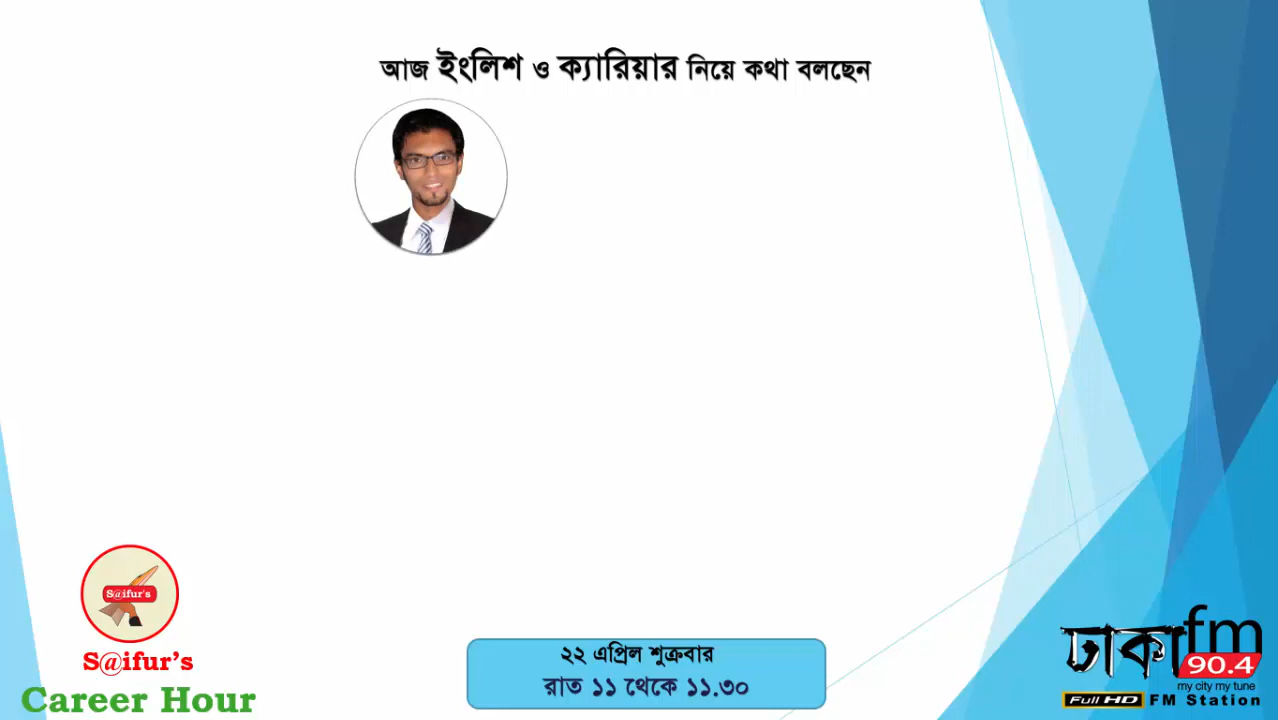 আজ ইংলিশ ও ক্যারিয়ার নিয়ে কথা বলছেন
S@ifur's
S@ifur's
Career Hour
২২ এপ্রিল শুক্রবার
রাত ১১ থেকে ১১.৩০
ঢাকা fm
90.4
my city my tune
Full HD FM Station